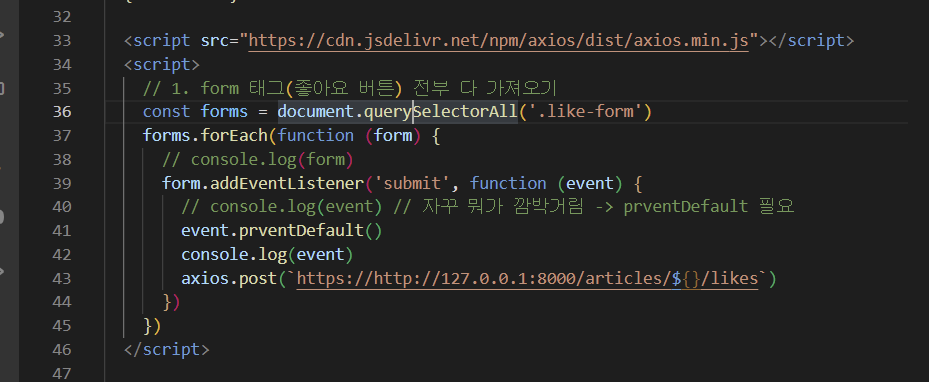 32
33 <script src="https://cdn.jsdelivr.net/npm/axios/dist/axios.min.js"></script>
34 <script>
35 // 1. form 태그(좋아요 버튼) 전부 다 가져오기
36 const forms = document.querySelectorAll('.like-form')
37 forms.forEach(function (form) {
38 // console.log(form)
39 form.addEventListener('submit', function (event) {
40 // console.log(event) // 자꾸 뭐가 깜박거림 -> prventDefault 필요
41 event.prventDefault()
42 console.log(event)
43 axios.post(`https://http://127.0.0.1:8000/articles/${}/likes`)
44 })
45 })
46 </script>
47